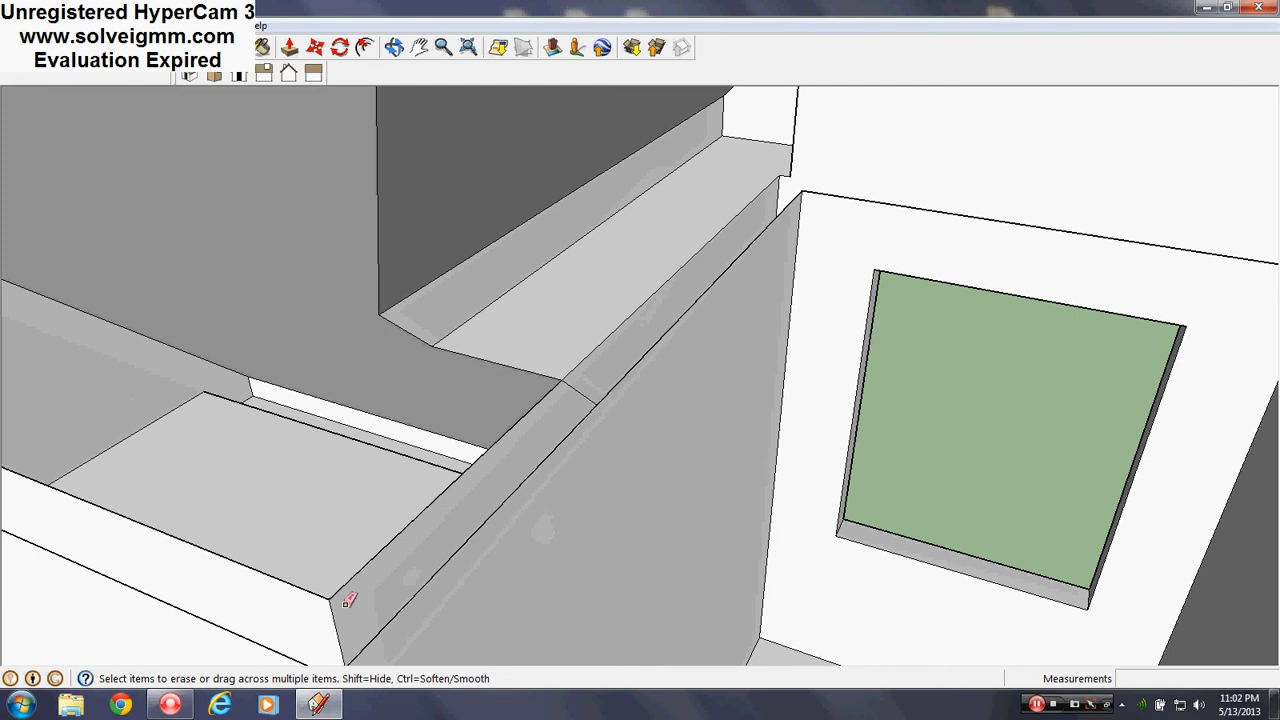 Unregistered HyperCam 3
www.solveigmm.com
Evaluation Expired
elp
Select items to erase or drag across multiple items. Shift=Hide, Ctrl=Soften/Smooth
Measurements
11:02 PM
5/13/2013